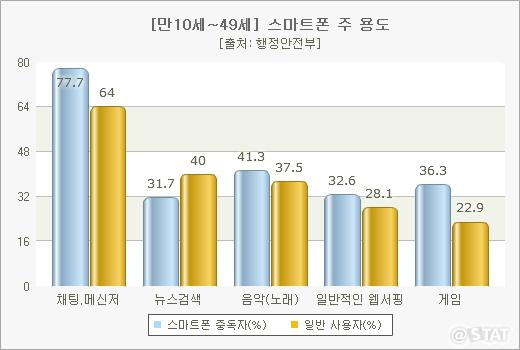 [만10세~49세] 스마트폰 주 용도
[출처: 행정안전부]
80
64
48
32
16
0
77.7
64
31.7
40
41.3
37.5
32.6
28.1
36.3
22.9
채팅,메신저
뉴스검색
음악(노래)
일반적인 웹서핑
게임
스마트폰 중독자(%)
일반 사용자(%)
@STAT